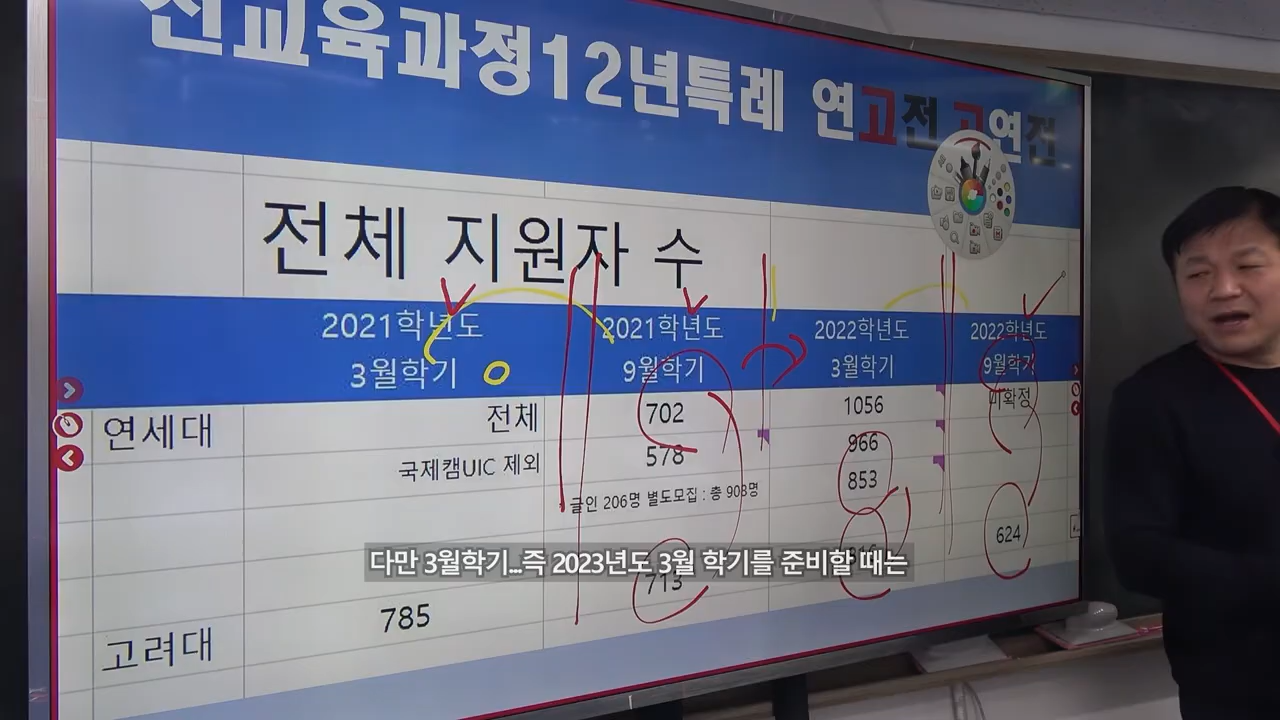 전교육과정12년특례 연고전 고연전
전체 지원자 수
2021학년도 2021학년도 2022학년도 2022학년도
3월학기 9월학기 3월학기 9월학기
연세대 전체 702 1056 미확정
국제캠UIC 제외 578 966
853
글인 206명 별도모집 : 총 908명
624
다만 3월학기...즉 2023년도 3월 학기를 준비할 때는
785 713
고려대